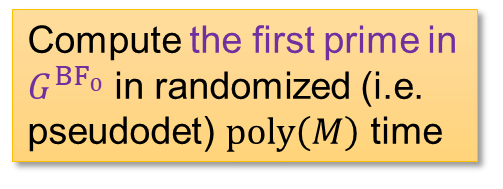 Compute the first prime in
G^BF₀ in randomized (i.e.
pseudodet) poly(M) time